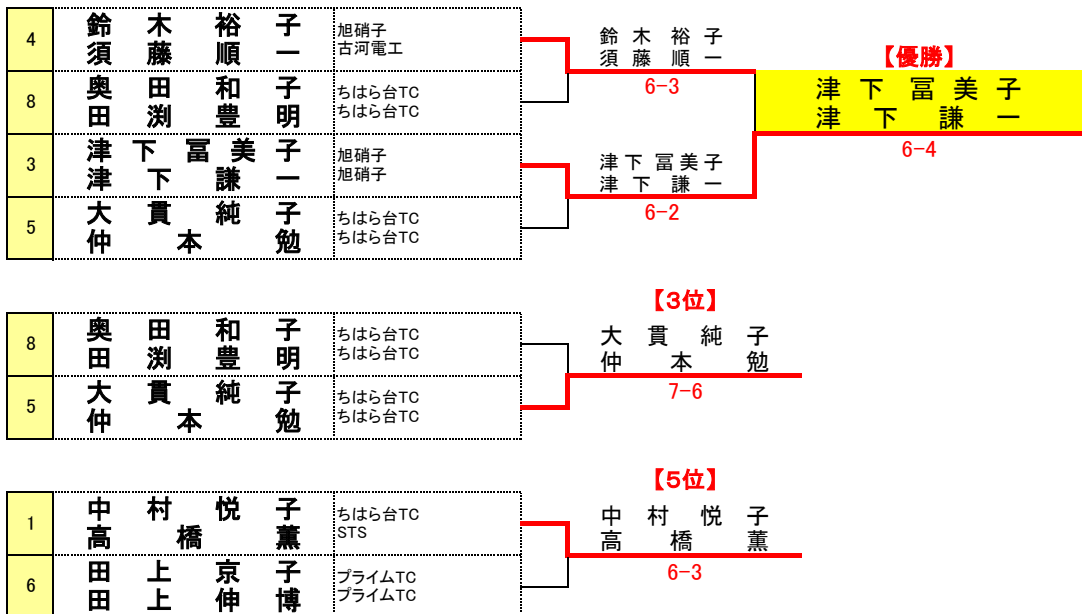 4
鈴木裕子
須藤順一
旭硝子
古河電工
8
奥田和子
田渕豊明
ちはら台TC
ちはら台TC
3
津下冨美子
津下謙一
旭硝子
旭硝子
5
大貫純子
仲本勉
ちはら台TC
ちはら台TC
鈴木裕子
須藤順一
6-3
津下冨美子
津下謙一
6-2
【優勝】
津下冨美子
津下謙一
6-4
8
奥田和子
田渕豊明
ちはら台TC
ちはら台TC
5
大貫純子
仲本勉
ちはら台TC
ちはら台TC
【3位】
大貫純子
仲本勉
7-6
1
中村悦子
高橋薫
ちはら台TC
STS
6
田上京子
田上伸博
プライムTC
プライムTC
【5位】
中村悦子
高橋薫
6-3